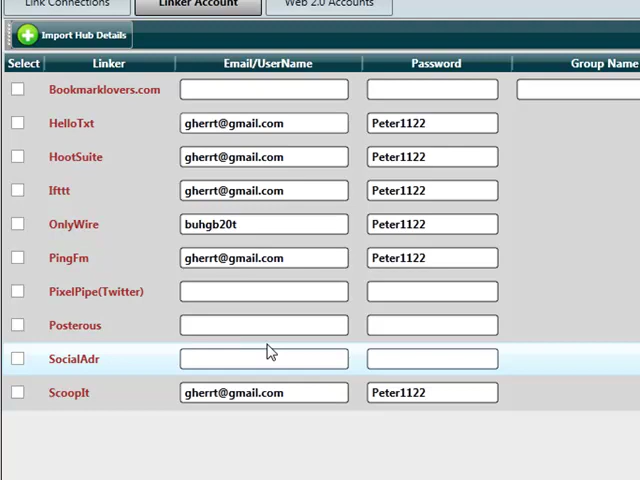 Link Connections Linker Account Web 2.0 Accounts
Import Hub Details
Select Linker Email/UserName Password Group Name
Bookmarklovers.com
HelloTxt gherrt@gmail.com Peter1122
HootSuite gherrt@gmail.com Peter1122
Ifttt gherrt@gmail.com Peter1122
OnlyWire buhgb20t Peter1122
PingFm gherrt@gmail.com Peter1122
PixelPipe(Twitter)
Posterous
SocialAdr
ScoopIt gherrt@gmail.com Peter1122